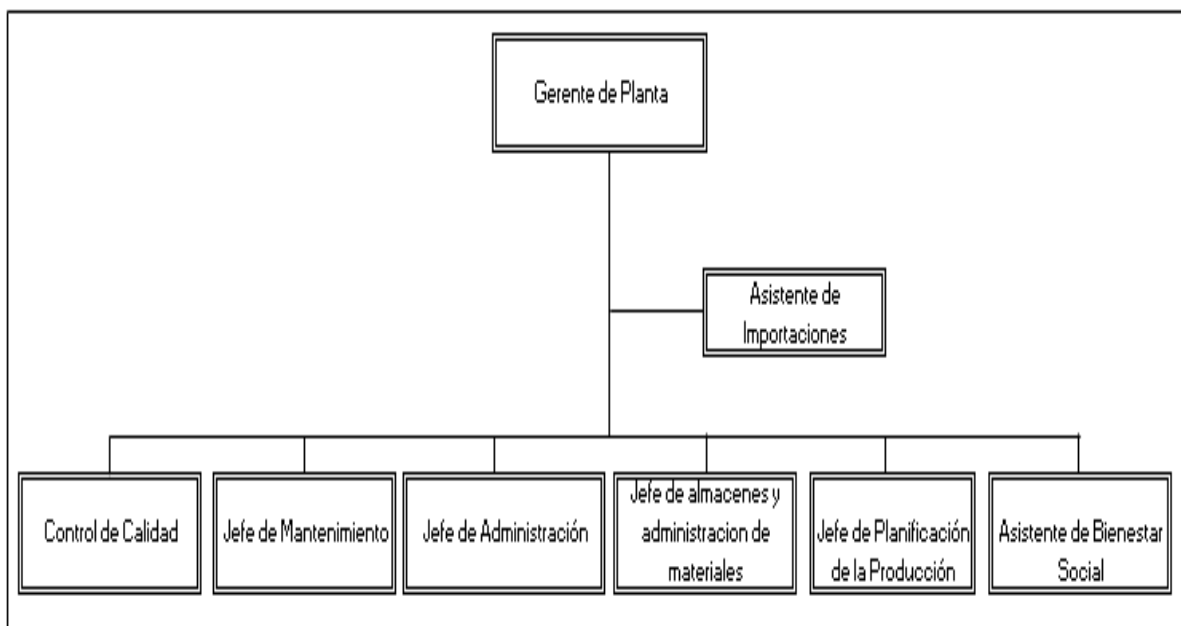 Gerente de Planta
Asistente de
Importaciones
Control de Calidad
Jefe de Mantenimiento
Jefe de Administración
Jefe de almacenes y
administracion de
materiales
Jefe de Planificación
de la Producción
Asistente de Bienestar
Social